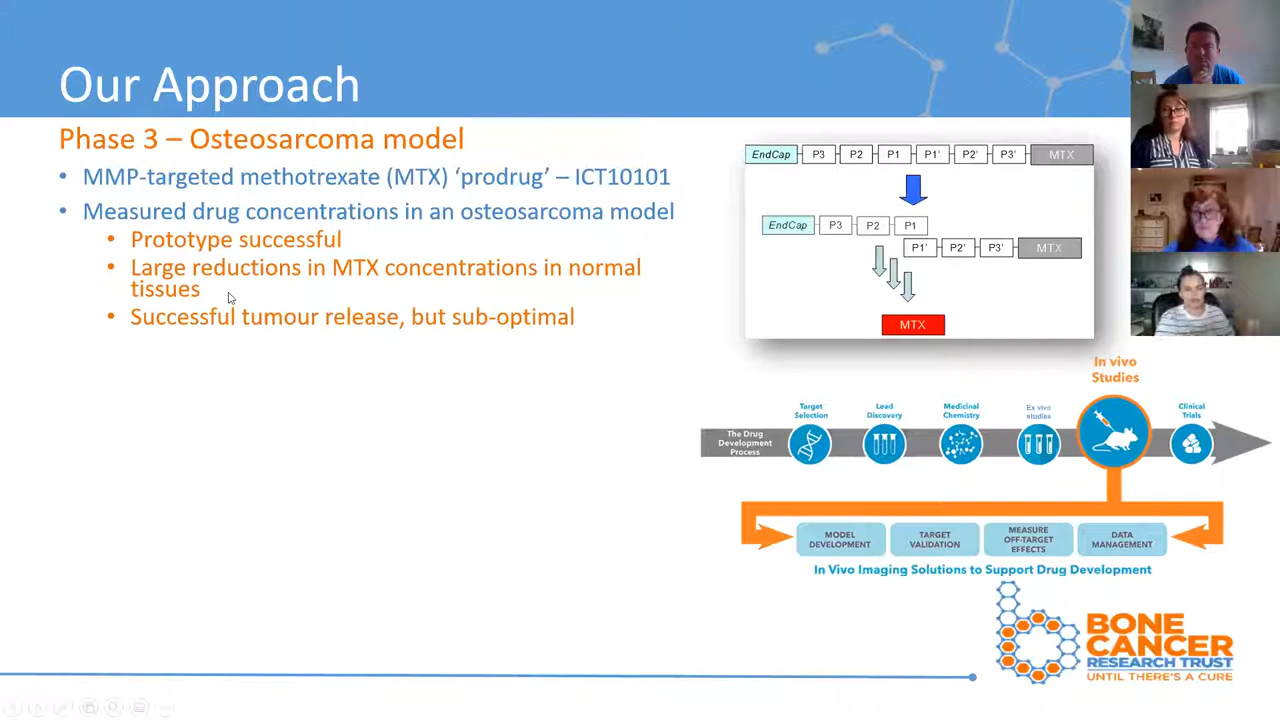 Our Approach
Phase 3 – Osteosarcoma model
• MMP-targeted methotrexate (MTX) ‘prodrug’ – ICT10101
• Measured drug concentrations in an osteosarcoma model
• Prototype successful
• Large reductions in MTX concentrations in normal
tissues
• Successful tumour release, but sub-optimal
EndCap P3 P2 P1 P1’ P2’ P3’ MTX
EndCap P3 P2 P1
P1’ P2’ P3’ MTX
MTX
In vivo
Studies
Target
Selection
Lead
Discovery
Medicinal
Chemistry
Ex vivo
studies
Clinical
Trials
The Drug
Development
Process
MODEL
DEVELOPMENT
TARGET
VALIDATION
MEASURE
OFF-TARGET
EFFECTS
DATA
MANAGEMENT
In Vivo Imaging Solutions to Support Drug Development
BONE
CANCER
RESEARCH TRUST
UNTIL THERE'S A CURE